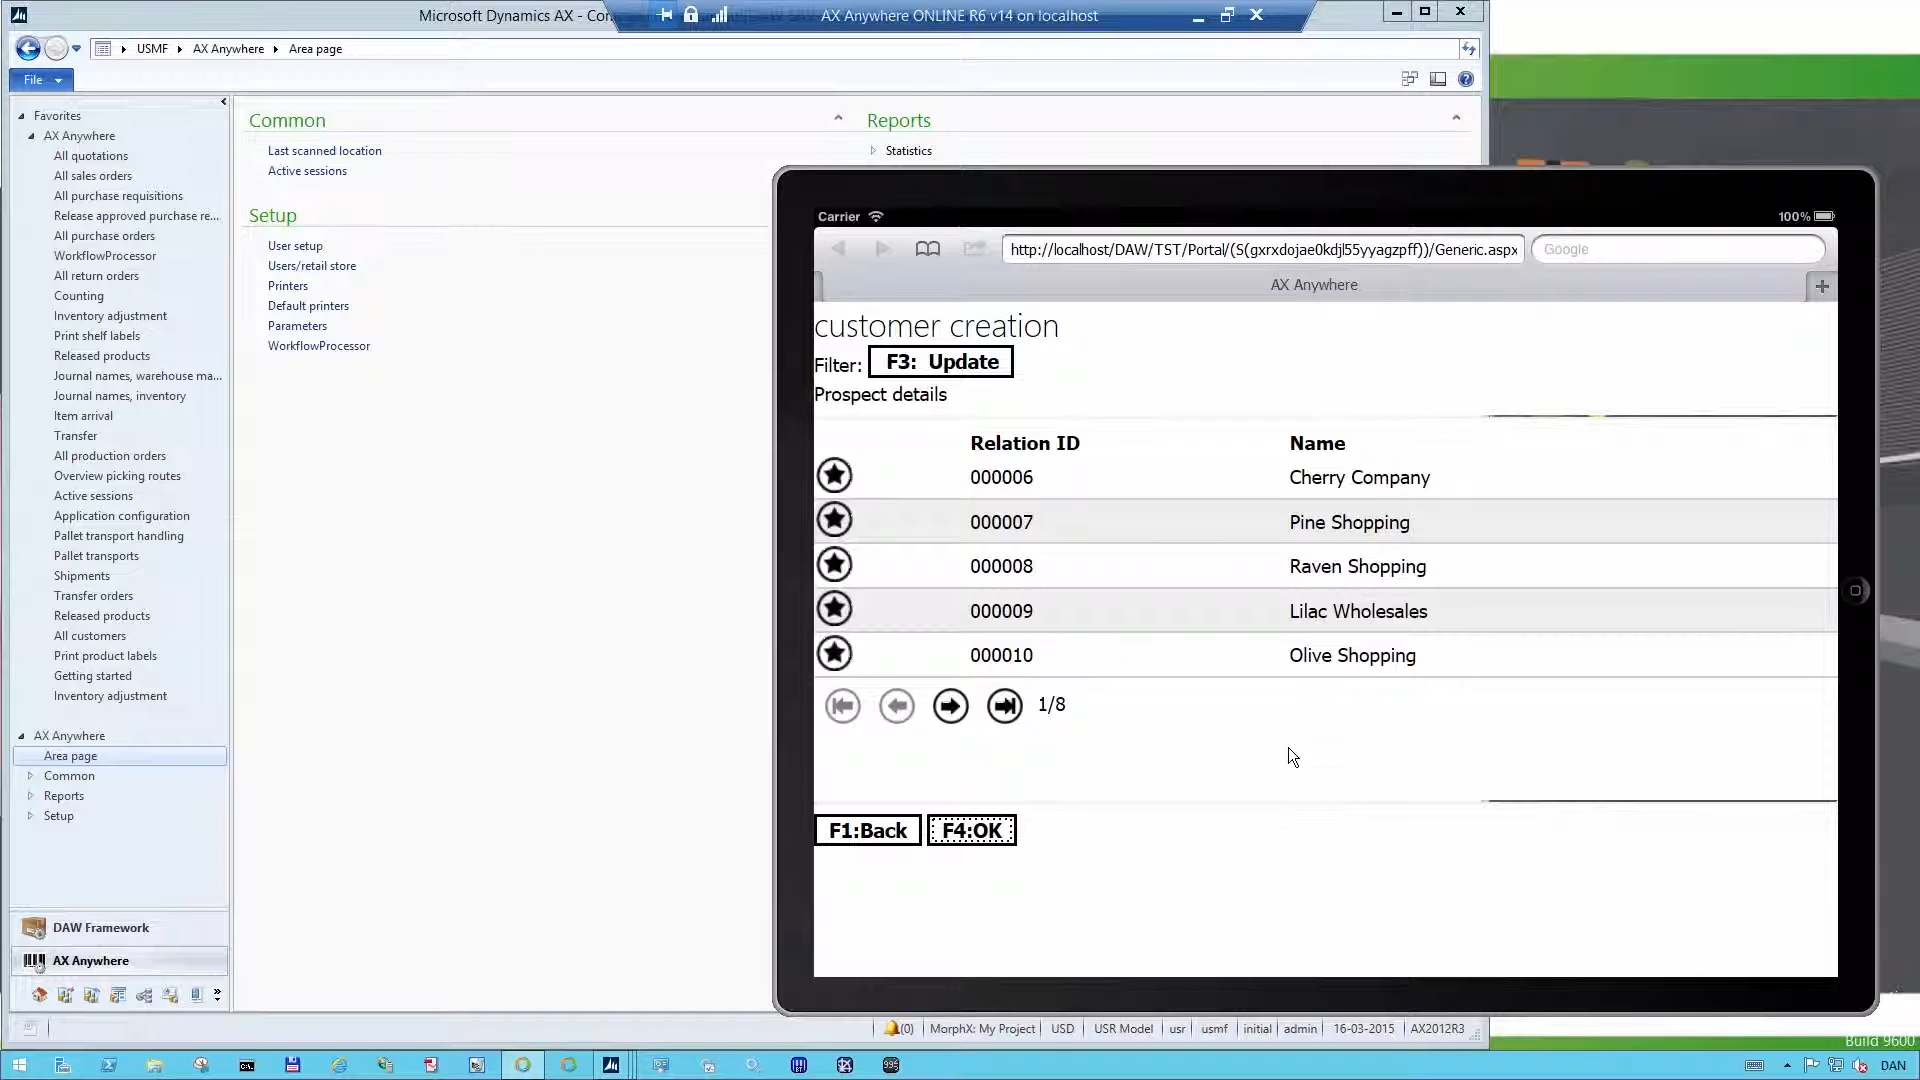 Microsoft Dynamics AX - Con
AX Anywhere ONLINE R6 v14 on localhost
USMF
AX Anywhere
Area page
File
Favorites
AX Anywhere
All quotations
All sales orders
All purchase requisitions
Release approved purchase re...
All purchase orders
WorkflowProcessor
All return orders
Counting
Inventory adjustment
Print shelf labels
Released products
Journal names, warehouse ma...
Journal names, inventory
Item arrival
Transfer
All production orders
Overview picking routes
Active sessions
Application configuration
Pallet transport handling
Pallet transports
Shipments
Transfer orders
Released products
All customers
Print product labels
Getting started
Inventory adjustment
AX Anywhere
Area page
Common
Reports
Setup
DAW Framework
AX Anywhere
Common
Last scanned location
Active sessions
Setup
User setup
Users/retail store
Printers
Default printers
Parameters
WorkflowProcessor
Reports
Statistics
Carrier
100%
http://localhost/DAW/TST/Portal/(S(gxrxdojae0kdjl55yyagzpff))/Generic.aspx
Google
AX Anywhere
customer creation
Filter: F3: Update
Prospect details
Relation ID Name
000006 Cherry Company
000007 Pine Shopping
000008 Raven Shopping
000009 Lilac Wholesales
000010 Olive Shopping
1/8
F1:Back F4:OK
(0) MorphX: My Project USD USR Model usr usmf initial admin 16-03-2015 AX2012R3
Build 9600
DAN